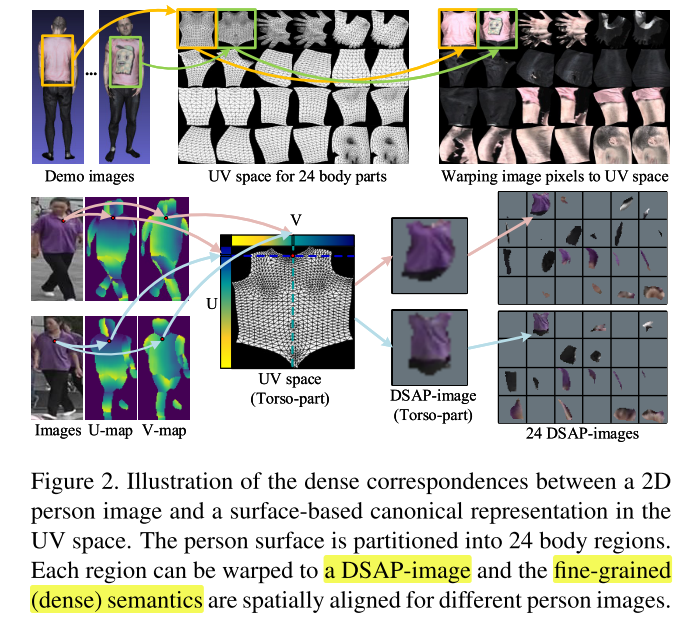 Demo images
UV space for 24 body parts
Warping image pixels to UV space
V
U
UV space
(Torso-part)
DSAP-image
(Torso-part)
Images
U-map
V-map
24 DSAP-images
Figure 2. Illustration of the dense correspondences between a 2D
person image and a surface-based canonical representation in the
UV space. The person surface is partitioned into 24 body regions.
Each region can be warped to a DSAP-image and the fine-grained
(dense) semantics are spatially aligned for different person images.